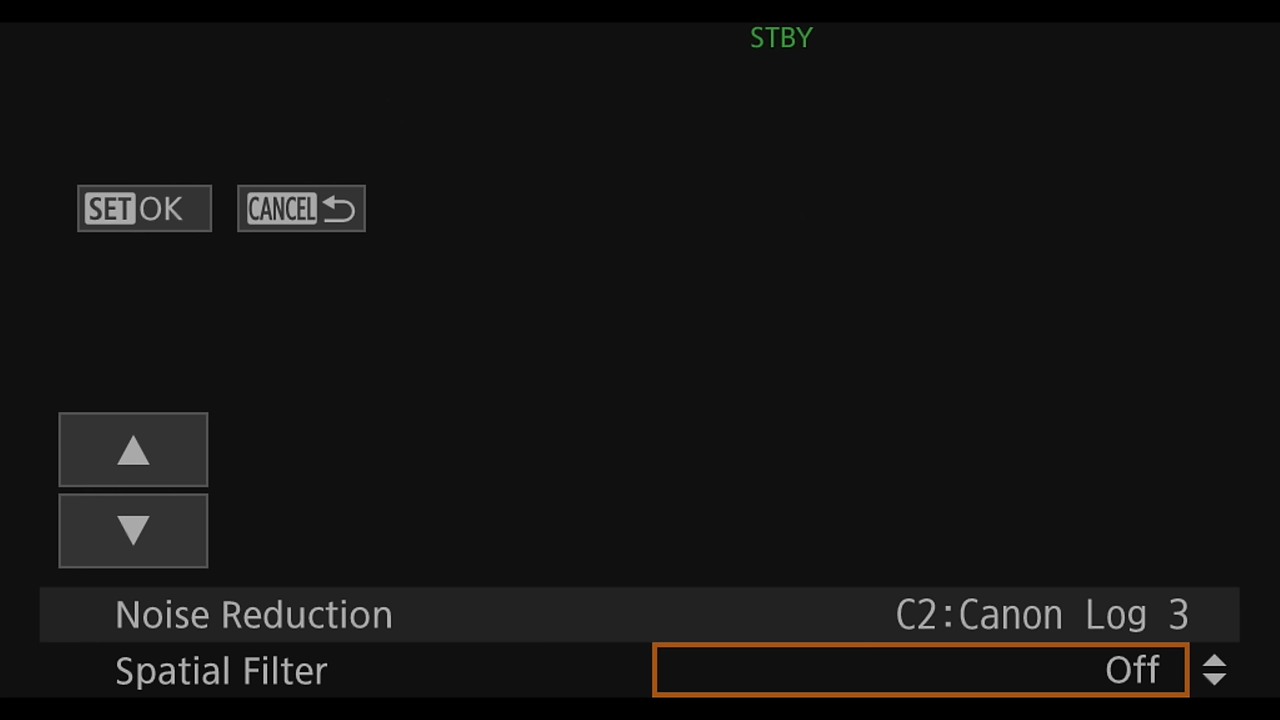 STBY
SET OK CANCEL
Noise Reduction C2:Canon Log 3
Spatial Filter Off